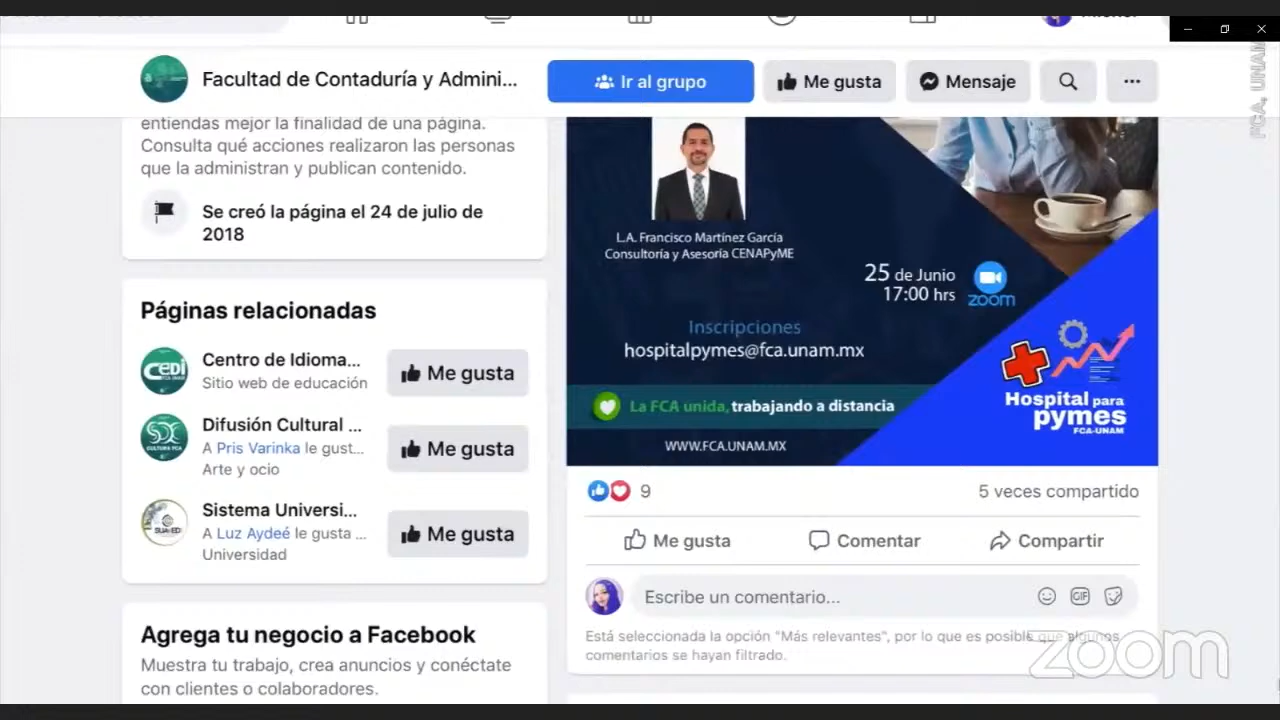 Facultad de Contaduría y Admini...
Ir al grupo
Me gusta
Mensaje
FCA, UNAM
entiendas mejor la finalidad de una página.
Consulta qué acciones realizaron las personas
que la administran y publican contenido.
Se creó la página el 24 de julio de
2018
Páginas relacionadas
CEDI
Centro de Idioma...
Sitio web de educación
Me gusta
CULTURA FCA
Difusión Cultural ...
A Pris Varinka le gust...
Arte y ocio
Me gusta
SUAyED
Sistema Universi...
A Luz Aydeé le gusta ...
Universidad
Me gusta
Agrega tu negocio a Facebook
Muestra tu trabajo, crea anuncios y conéctate
con clientes o colaboradores.
L.A. Francisco Martínez García
Consultoría y Asesoría CENAPyME
25 de Junio
17:00 hrs
zoom
Inscripciones
hospitalpymes@fca.unam.mx
La FCA unida, trabajando a distancia
WWW.FCA.UNAM.MX
Hospital para
pymes
FCA-UNAM
9
5 veces compartido
Me gusta
Comentar
Compartir
Escribe un comentario...
GIF
Está seleccionada la opción "Más relevantes", por lo que es posible que algunos
comentarios se hayan filtrado.
zoom